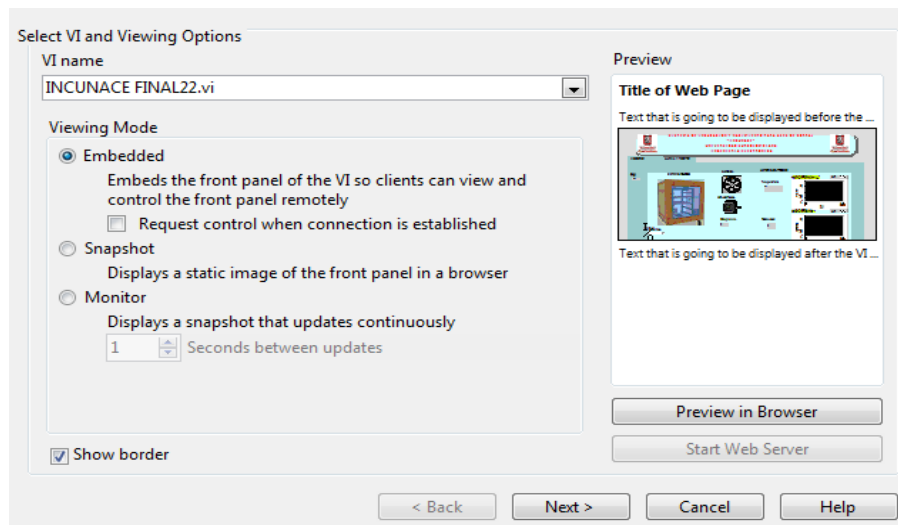 Select VI and Viewing Options
VI name
INCUNACE FINAL22.vi
Viewing Mode
Embedded
Embeds the front panel of the VI so clients can view and
control the front panel remotely
Request control when connection is established
Snapshot
Displays a static image of the front panel in a browser
Monitor
Displays a snapshot that updates continuously
1 Seconds between updates
Show border
Preview
Title of Web Page
Text that is going to be displayed before the ...
Text that is going to be displayed after the VI ...
Preview in Browser
Start Web Server
< Back Next > Cancel Help